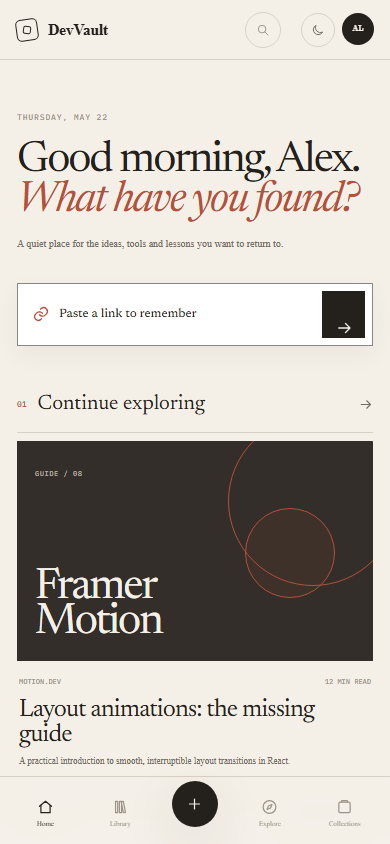 DevVault
AL
THURSDAY, MAY 22
Good morning, Alex.
What have you found?
A quiet place for the ideas, tools and lessons you want to return to.
Paste a link to remember
01 Continue exploring
GUIDE / 08
Framer
Motion
MOTION.DEV 12 MIN READ
Layout animations: the missing
guide
A practical introduction to smooth, interruptible layout transitions in React.
Home Library Explore Collections